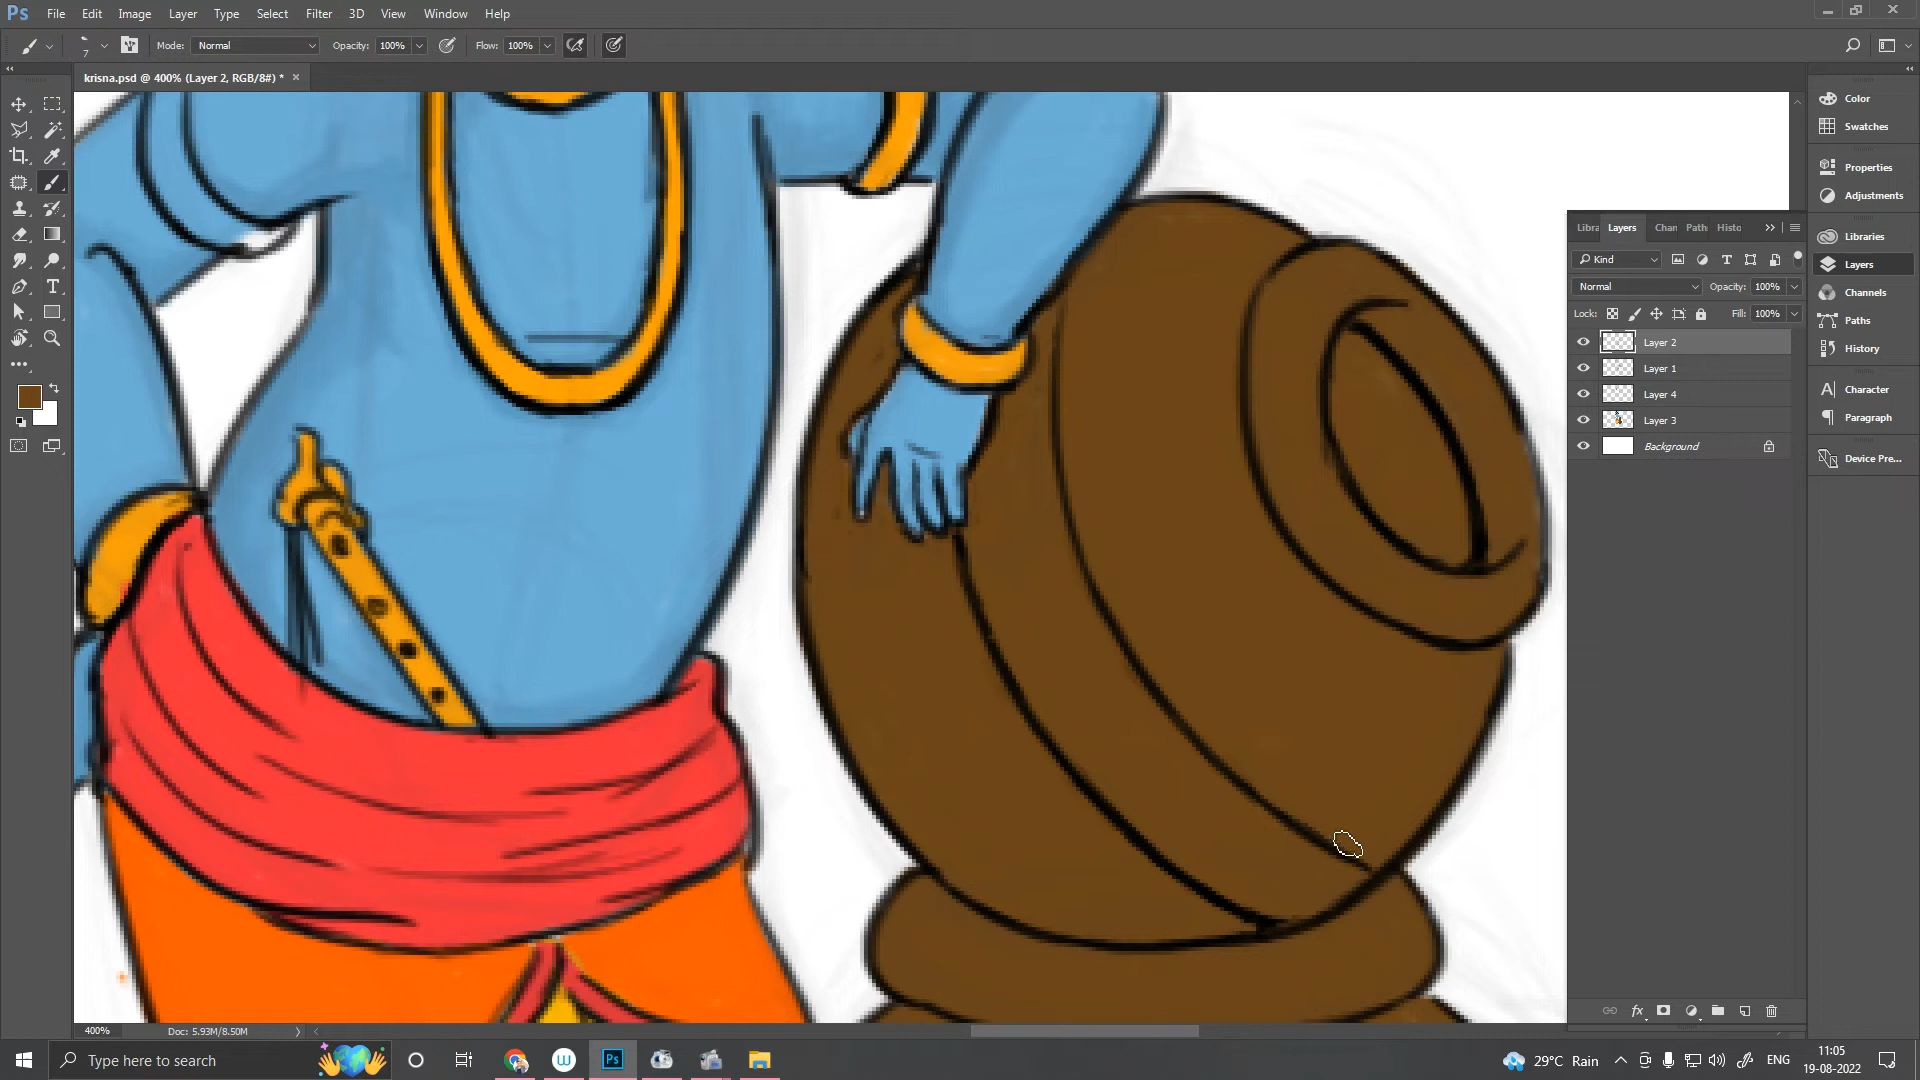 Ps File Edit Image Layer Type Select Filter 3D View Window Help
7 Mode: Normal Opacity: 100% Flow: 100%
krisna.psd @ 400% (Layer 2, RGB/8#) * ×
Color
Swatches
Properties
Adjustments
Libraries
Layers
Channels
Paths
History
Character
Paragraph
Device Pre...
Libra Layers Chan Path Histo
Kind
Normal Opacity: 100%
Lock: Fill: 100%
Layer 2
Layer 1
Layer 4
Layer 3
Background
400% Doc: 5.93M/8.50M
Type here to search
Ps
29°C Rain ENG
11:05
19-08-2022